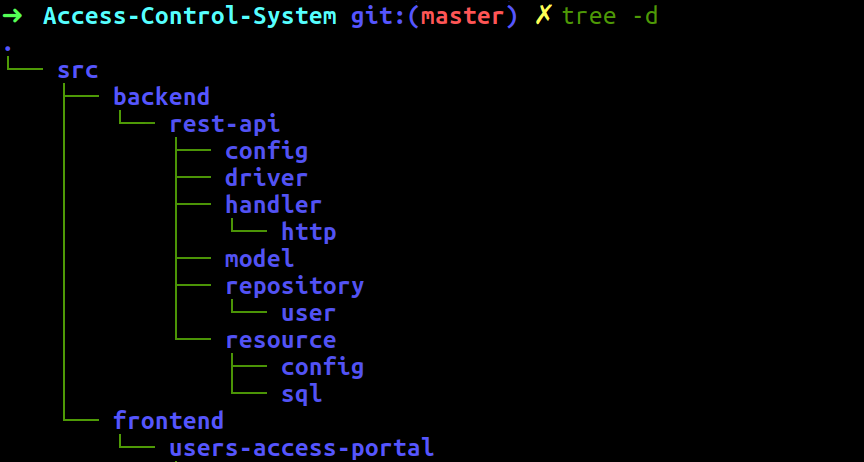 ➜ Access-Control-System git:(master) ✗ tree -d
.
└── src
    ├── backend
    │   └── rest-api
    │       ├── config
    │       ├── driver
    │       ├── handler
    │       │   └── http
    │       ├── model
    │       ├── repository
    │       │   └── user
    │       └── resource
    │           ├── config
    │           └── sql
    └── frontend
        └── users-access-portal